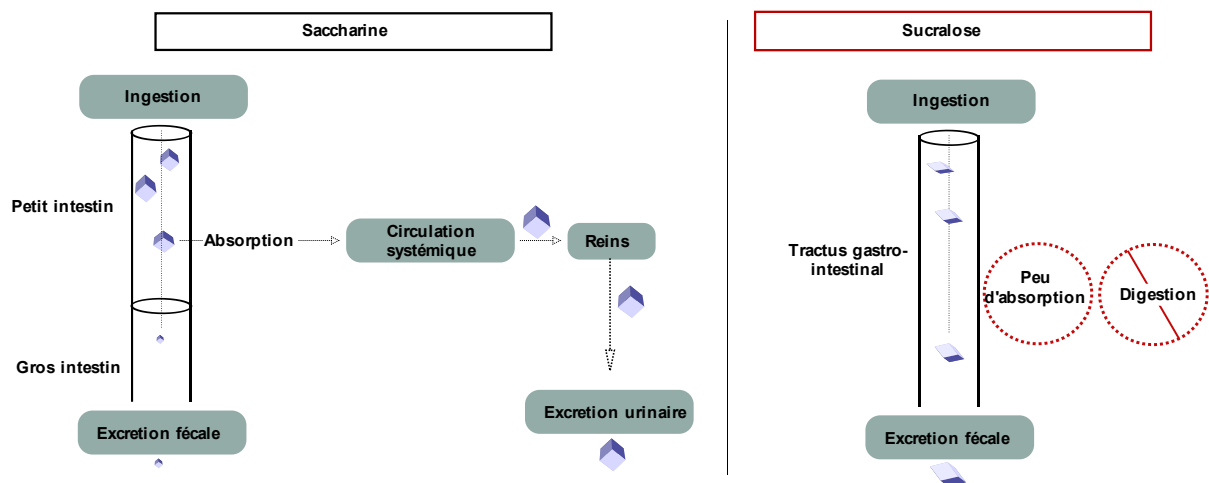 Saccharine
Ingestion
Petit intestin
Absorption
Circulation
systémique
Reins
Gros intestin
Excretion fécale
Excretion urinaire
Sucralose
Ingestion
Tractus gastro-
intestinal
Peu
d'absorption
Digestion
Excretion fécale